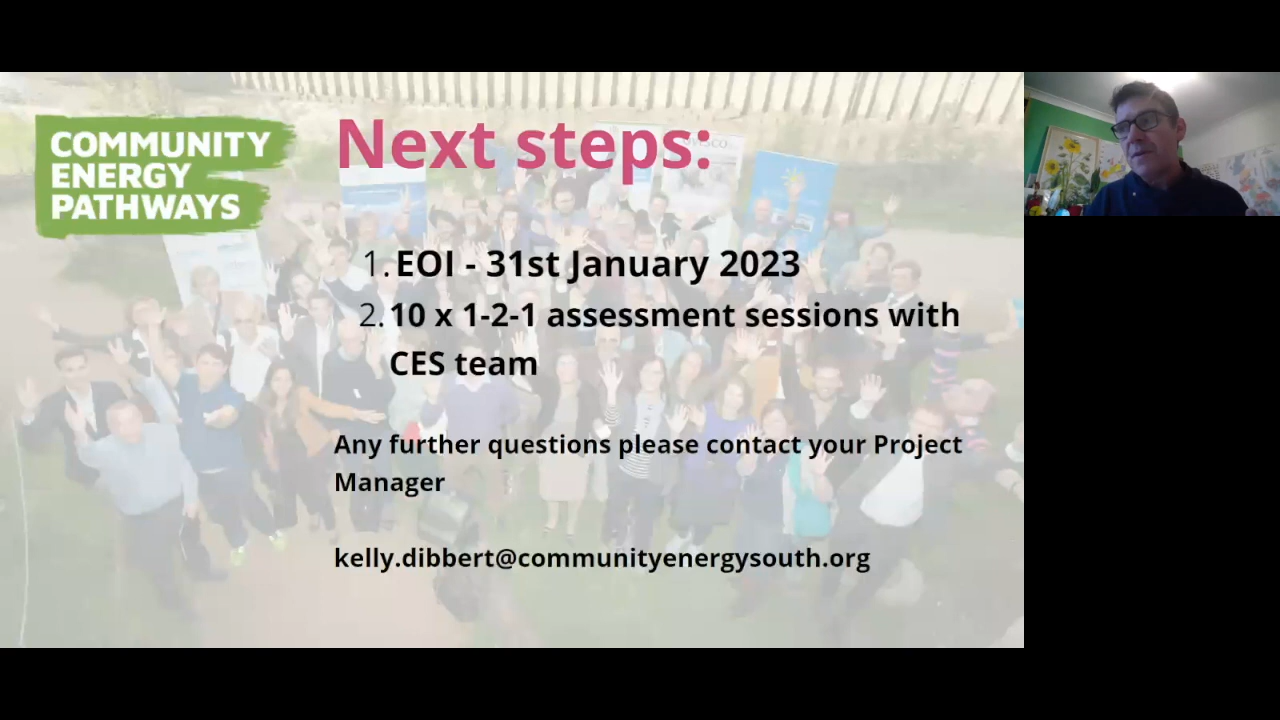 COMMUNITY
ENERGY
PATHWAYS
Next steps:
1. EOI - 31st January 2023
2. 10 x 1-2-1 assessment sessions with
CES team
Any further questions please contact your Project
Manager
kelly.dibbert@communityenergysouth.org